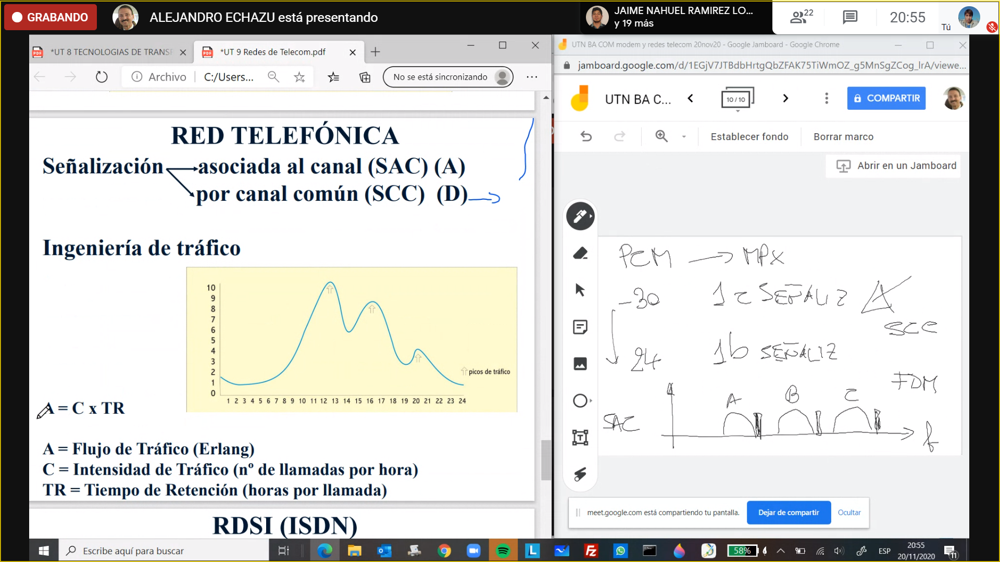 GRABANDO
ALEJANDRO ECHAZU está presentando
JAIME NAHUEL RAMIREZ LO...
y 19 más
22
20:55
Tú
*UT 8 TECNOLOGIAS DE TRANSF
*UT 9 Redes de Telecom.pdf
Archivo
C:/Users...
No se está sincronizando
RED TELEFÓNICA
Señalización
asociada al canal (SAC) (A)
por canal común (SCC) (D)
Ingeniería de tráfico
10
9
8
7
6
5
4
3
2
1
0
1 2 3 4 5 6 7 8 9 10 11 12 13 14 15 16 17 18 19 20 21 22 23 24
picos de tráfico
A = C x TR
A = Flujo de Tráfico (Erlang)
C = Intensidad de Tráfico (nº de llamadas por hora)
TR = Tiempo de Retención (horas por llamada)
RDSI (ISDN)
UTN BA COM modem y redes telecom 20nov20 - Google Jamboard - Google Chrome
jamboard.google.com/d/1EGjV7JTBdbHrtgQbZFAK75TiWmOZ_g5MnSgZCog_lrA/viewe...
UTN BA C...
10 / 10
COMPARTIR
Establecer fondo
Borrar marco
Abrir en un Jamboard
PCM → MPX
-30 1 c SEÑALIZ A
SCC
24 1b SEÑALIZ
FDM
A B C
SAC
f
meet.google.com está compartiendo tu pantalla.
Dejar de compartir
Ocultar
Escribe aquí para buscar
58%
ESP
20:55
20/11/2020
11